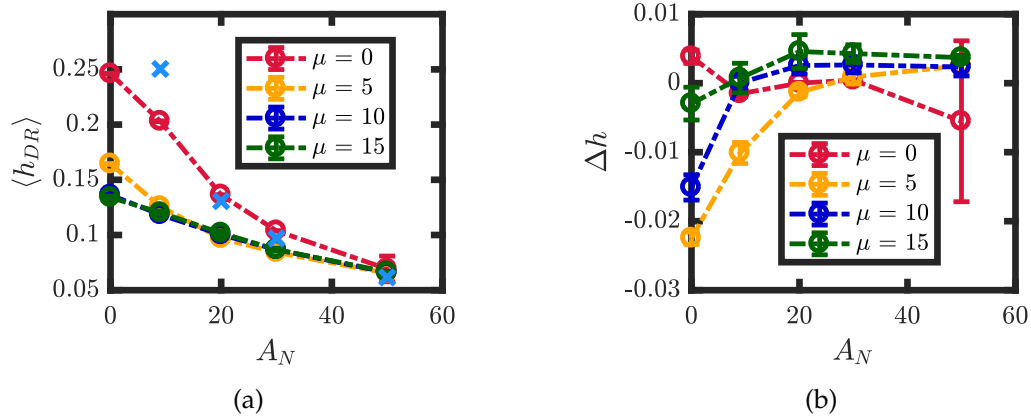 0.25
0.2
0.15
0.1
0.05
0 20 40 60
⟨h_DR⟩
A_N
μ = 0
μ = 5
μ = 10
μ = 15
(a)
0.01
0
-0.01
-0.02
-0.03
0 20 40 60
Δh
A_N
μ = 0
μ = 5
μ = 10
μ = 15
(b)